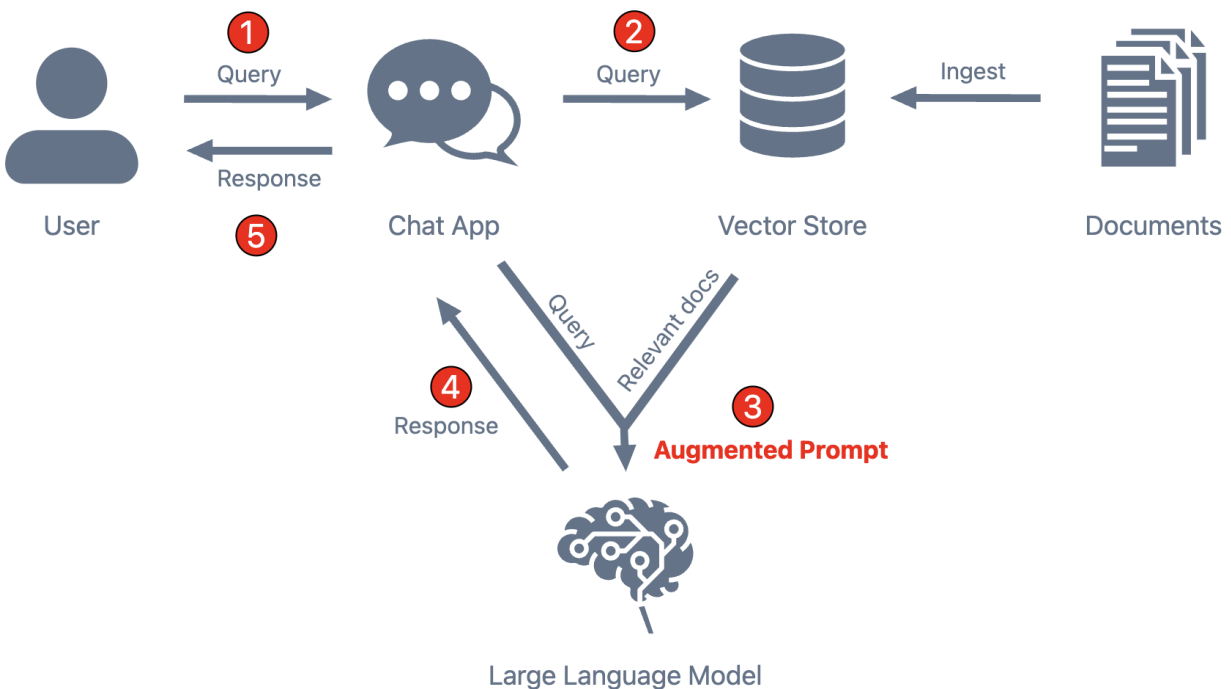 1
Query
2
Query
Ingest
Response
5
User
Chat App
Vector Store
Documents
Query
Relevant docs
4
Response
3
Augmented Prompt
Large Language Model